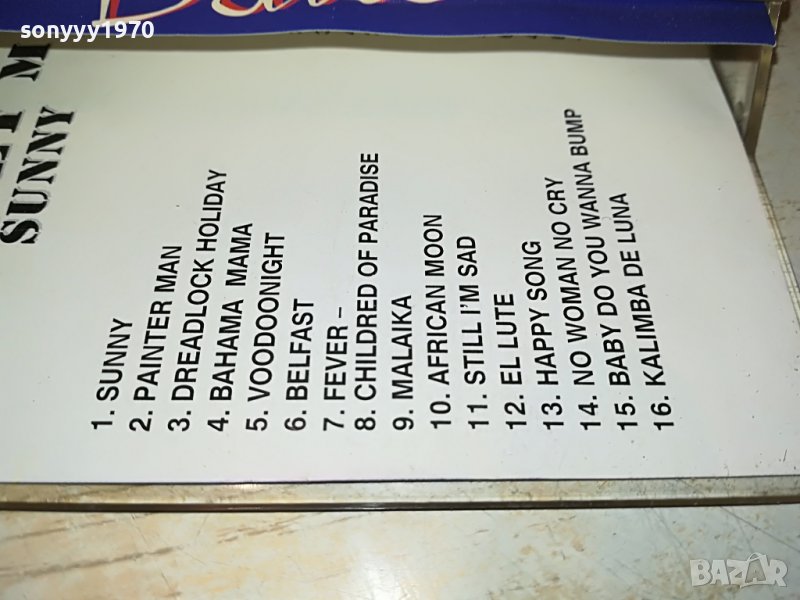 sonyyy1970
SUNNY
1. SUNNY
2. PAINTER MAN
3. DREADLOCK HOLIDAY
4. BAHAMA MAMA
5. VOODOONIGHT
6. BELFAST
7. FEVER –
8. CHILDRED OF PARADISE
9. MALAIKA
10. AFRICAN MOON
11. STILL I'M SAD
12. EL LUTE
13. HAPPY SONG
14. NO WOMAN NO CRY
15. BABY DO YOU WANNA BUMP
16. KALIMBA DE LUNA
BAZAR